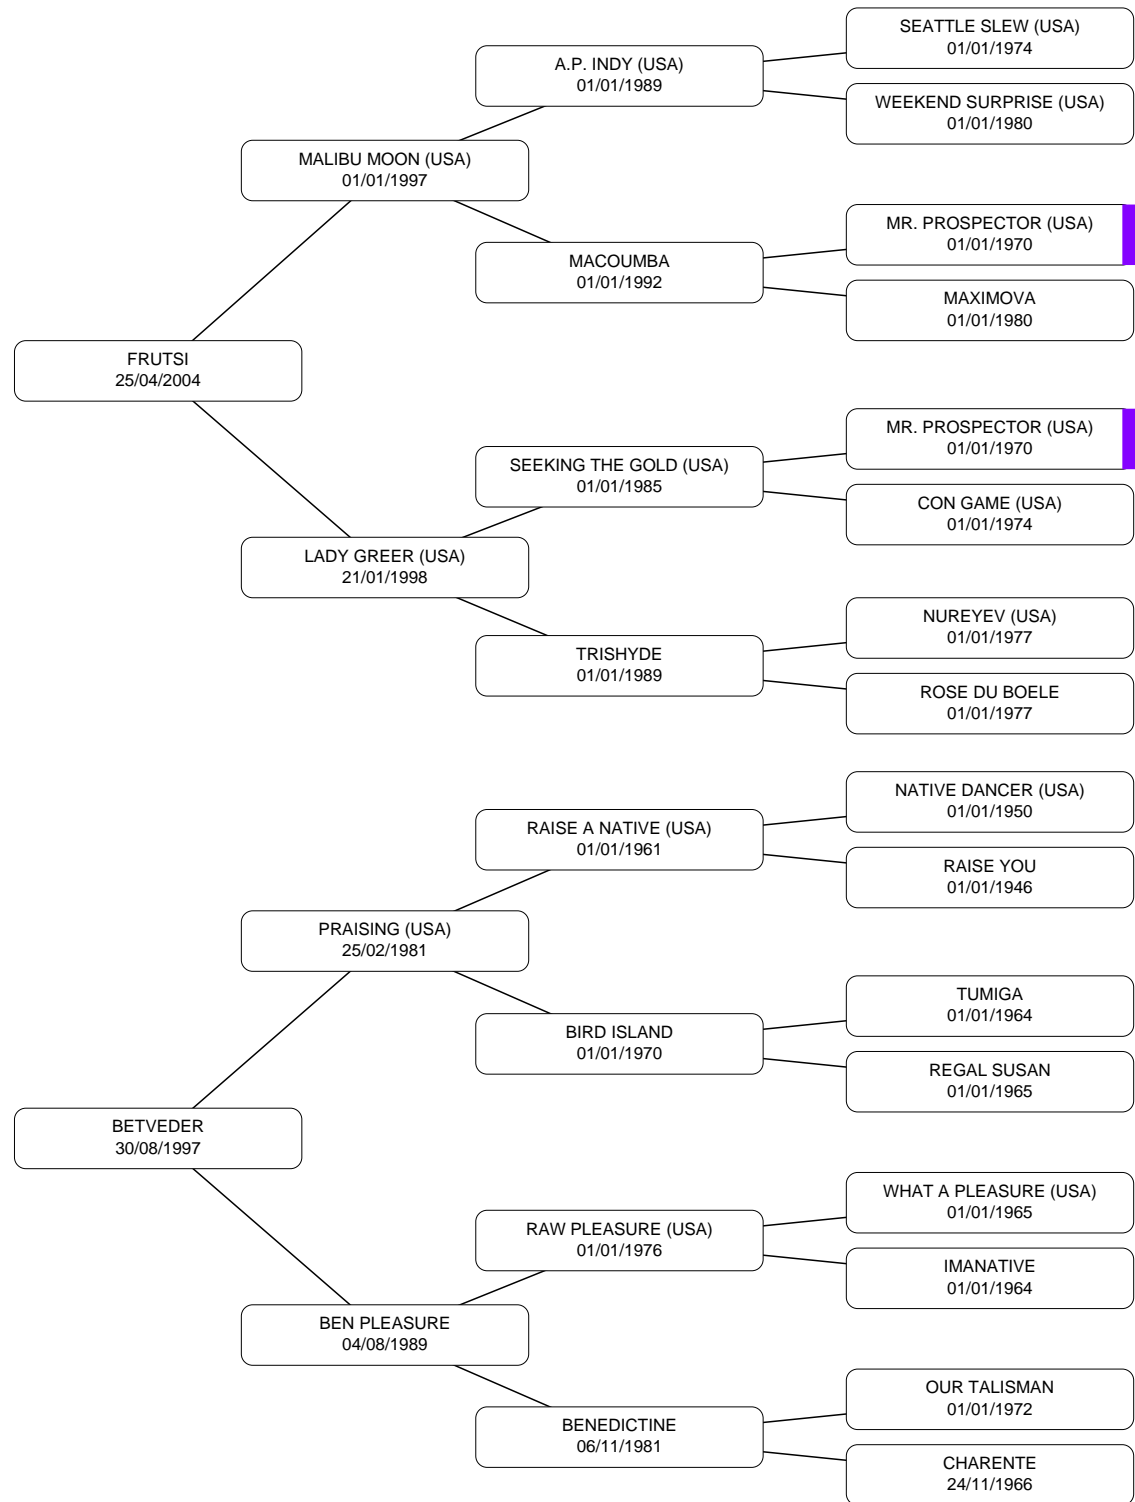 SEATTLE SLEW (USA)
01/01/1974
A.P. INDY (USA)
01/01/1989
WEEKEND SURPRISE (USA)
01/01/1980
MALIBU MOON (USA)
01/01/1997
MR. PROSPECTOR (USA)
01/01/1970
MACOUMBA
01/01/1992
MAXIMOVA
01/01/1980
FRUTSI
25/04/2004
MR. PROSPECTOR (USA)
01/01/1970
SEEKING THE GOLD (USA)
01/01/1985
CON GAME (USA)
01/01/1974
LADY GREER (USA)
21/01/1998
NUREYEV (USA)
01/01/1977
TRISHYDE
01/01/1989
ROSE DU BOELE
01/01/1977
NATIVE DANCER (USA)
01/01/1950
RAISE A NATIVE (USA)
01/01/1961
RAISE YOU
01/01/1946
PRAISING (USA)
25/02/1981
TUMIGA
01/01/1964
BIRD ISLAND
01/01/1970
REGAL SUSAN
01/01/1965
BETVEDER
30/08/1997
WHAT A PLEASURE (USA)
01/01/1965
RAW PLEASURE (USA)
01/01/1976
IMANATIVE
01/01/1964
BEN PLEASURE
04/08/1989
OUR TALISMAN
01/01/1972
BENEDICTINE
06/11/1981
CHARENTE
24/11/1966